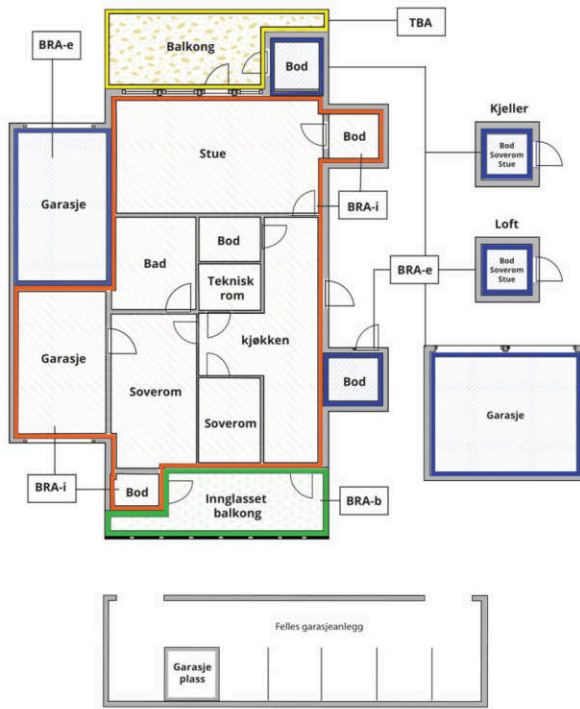 TBA
BRA-e
Balkong
Bod
Kjeller
Bod
Soverom
Stue
Stue
Bod
Garasje
BRA-i
Loft
Bad
Bod
Teknisk
rom
BRA-e
Bod
Soverom
Stue
Garasje
kjøkken
Soverom
Soverom
Bod
Garasje
BRA-i
Bod
Innglasset
balkong
BRA-b
Felles garasjeanlegg
Garasje
plass